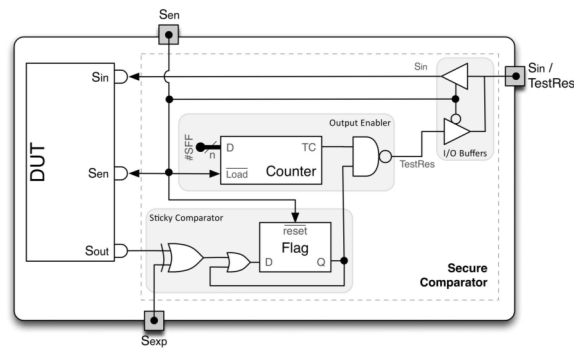 Sen
Sin
Sin
Sin /
TestRes
Output Enabler
I/O Buffers
#SFF
n
D
TC
Load
Counter
TestRes
DUT
Sen
Sticky Comparator
reset
Flag
D
Q
Sout
Secure
Comparator
Sexp